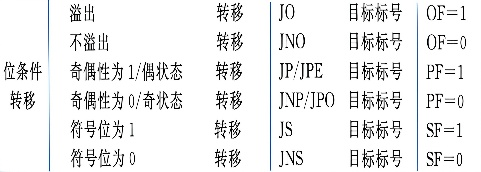 溢出 转移 JO 目标标号 OF=1
不溢出 转移 JNO 目标标号 OF=0
位条件 奇偶性为1/偶状态 转移 JP/JPE 目标标号 PF=1
转移 奇偶性为0/奇状态 转移 JNP/JPO 目标标号 PF=0
符号位为1 转移 JS 目标标号 SF=1
符号位为0 转移 JNS 目标标号 SF=0